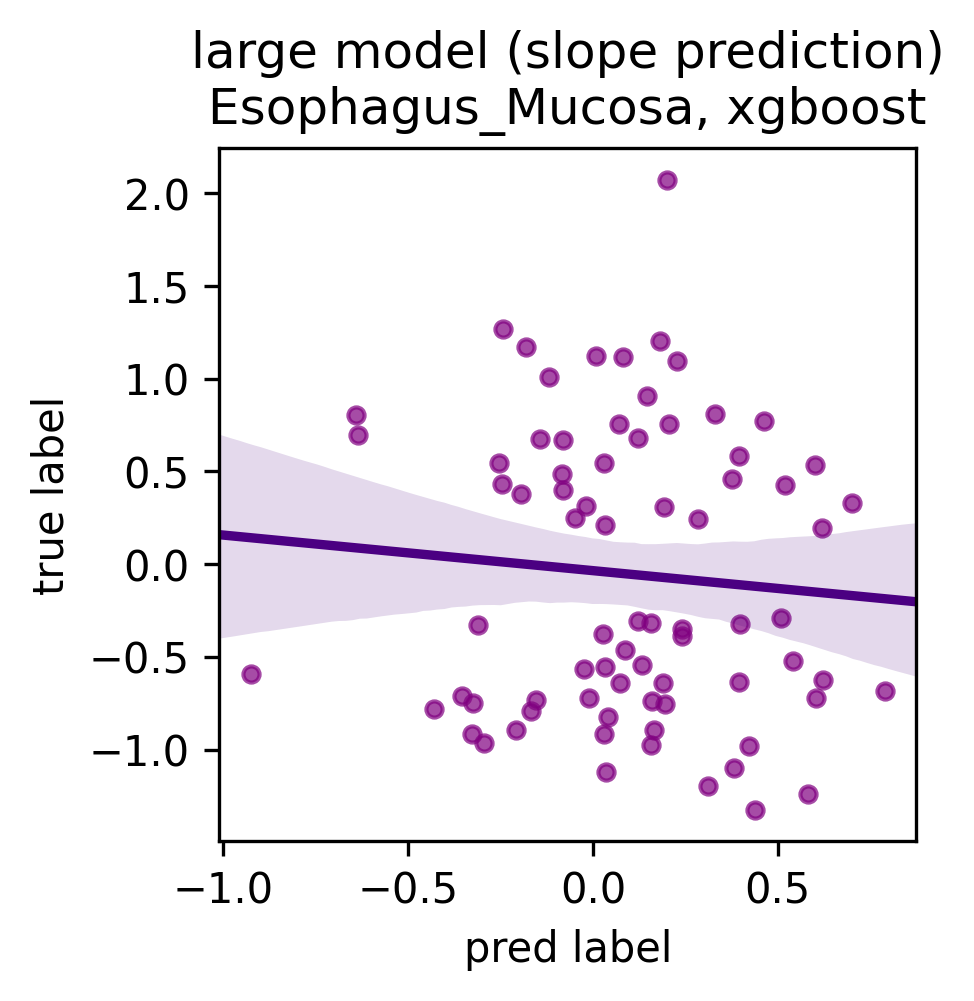 large model (slope prediction)
Esophagus_Mucosa, xgboost
2.0
1.5
1.0
0.5
0.0
−0.5
−1.0
true label
−1.0
−0.5
0.0
0.5
pred label